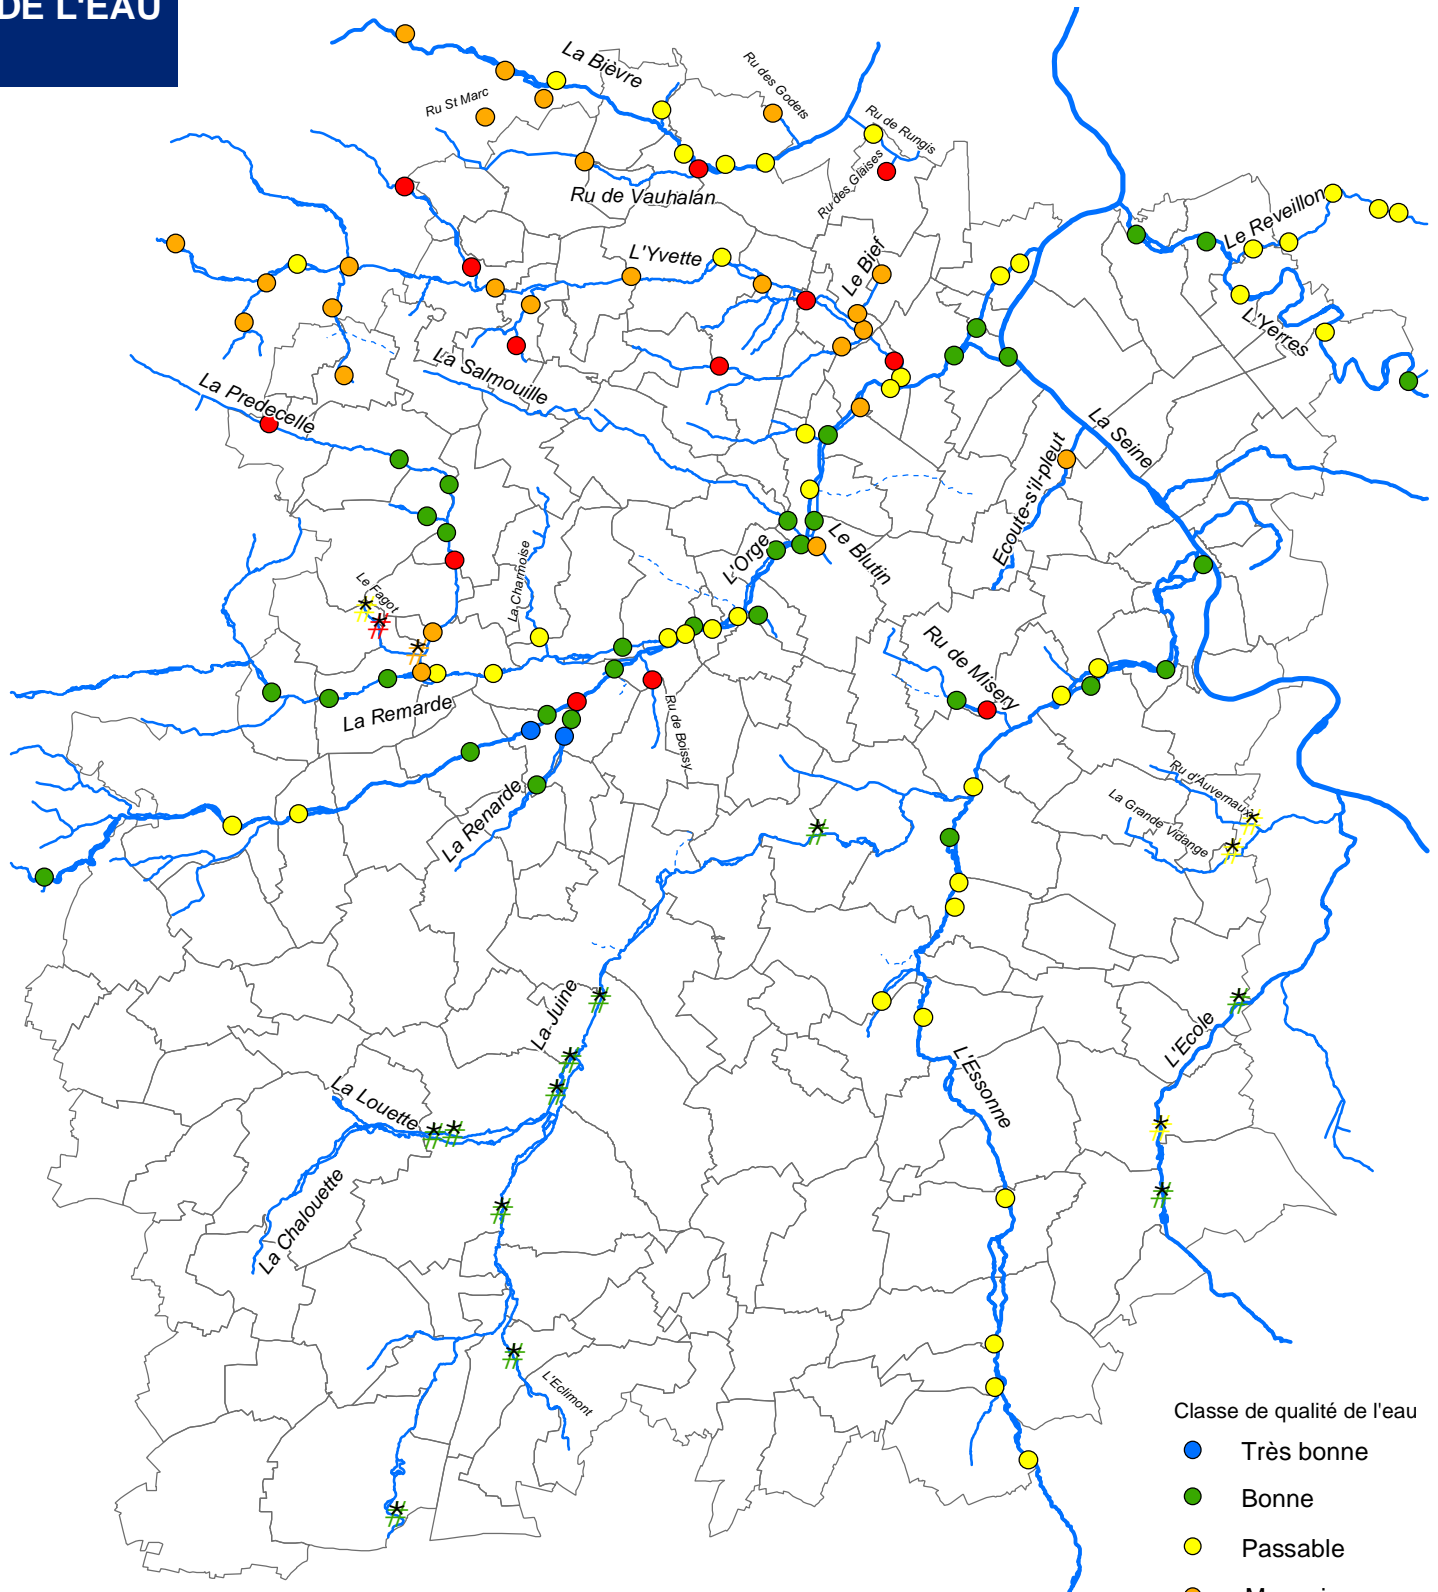 DE L'EAU
La Bièvre
Ru des Godets
Ru St Marc
Ru de Rungis
Ru des Glaises
Ru de Vauhalan
Le Reveillon
L'Yvette
Le Bief
L'Yerres
La Salmouille
La Predecelle
La Seine
Ecoute-s'il-pleut
L'Orge
Le Blutin
La Charmoise
Le Fagot
Ru de Misery
La Remarde
Ru de Boissy
Ru d'Auvernaux
La Grande Vidange
La Renarde
La Juine
L'Ecole
L'Essonne
La Louette
La Chalouette
L'Eclimont
Classe de qualité de l'eau
Très bonne
Bonne
Passable